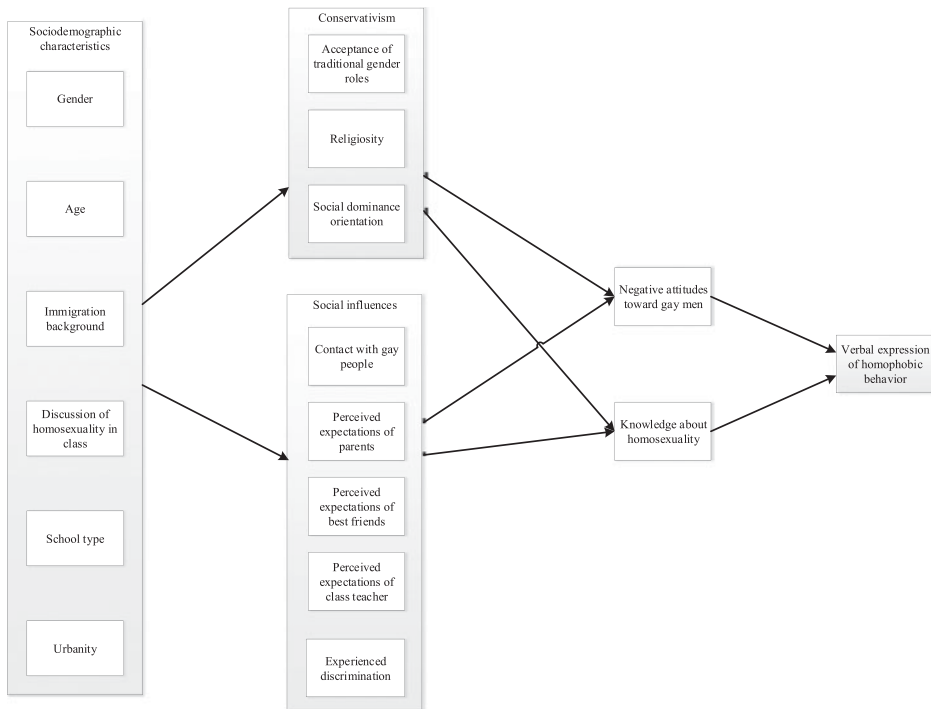 Sociodemographic
characteristics
Gender
Age
Immigration
background
Discussion of
homosexuality in
class
School type
Urbanity
Conservativism
Acceptance of
traditional gender
roles
Religiosity
Social dominance
orientation
Social influences
Contact with gay
people
Perceived
expectations of
parents
Perceived
expectations of
best friends
Perceived
expectations of
class teacher
Experienced
discrimination
Negative attitudes
toward gay men
Knowledge about
homosexuality
Verbal expression
of homophobic
behavior